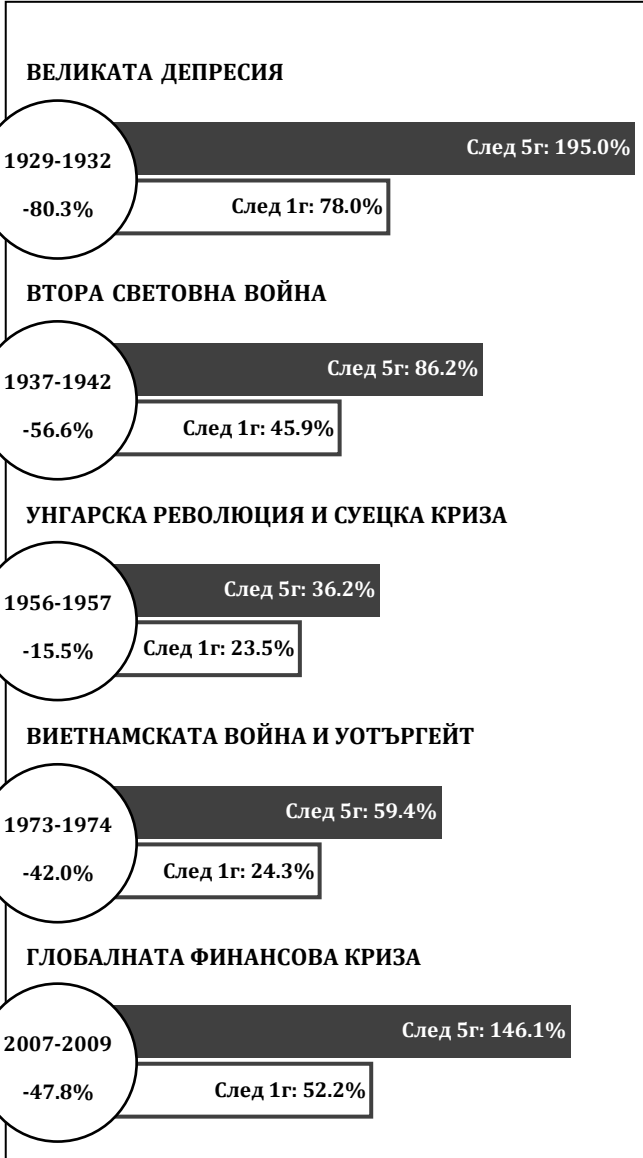 ВЕЛИКАТА ДЕПРЕСИЯ
След 5г: 195.0%
1929-1932
-80.3%
След 1г: 78.0%
ВТОРА СВЕТОВНА ВОЙНА
След 5г: 86.2%
1937-1942
-56.6%
След 1г: 45.9%
УНГАРСКА РЕВОЛЮЦИЯ И СУЕЦКА КРИЗА
След 5г: 36.2%
1956-1957
-15.5%
След 1г: 23.5%
ВИЕТНАМСКАТА ВОЙНА И УОТЪРГЕЙТ
След 5г: 59.4%
1973-1974
-42.0%
След 1г: 24.3%
ГЛОБАЛНАТА ФИНАНСОВА КРИЗА
След 5г: 146.1%
2007-2009
-47.8%
След 1г: 52.2%